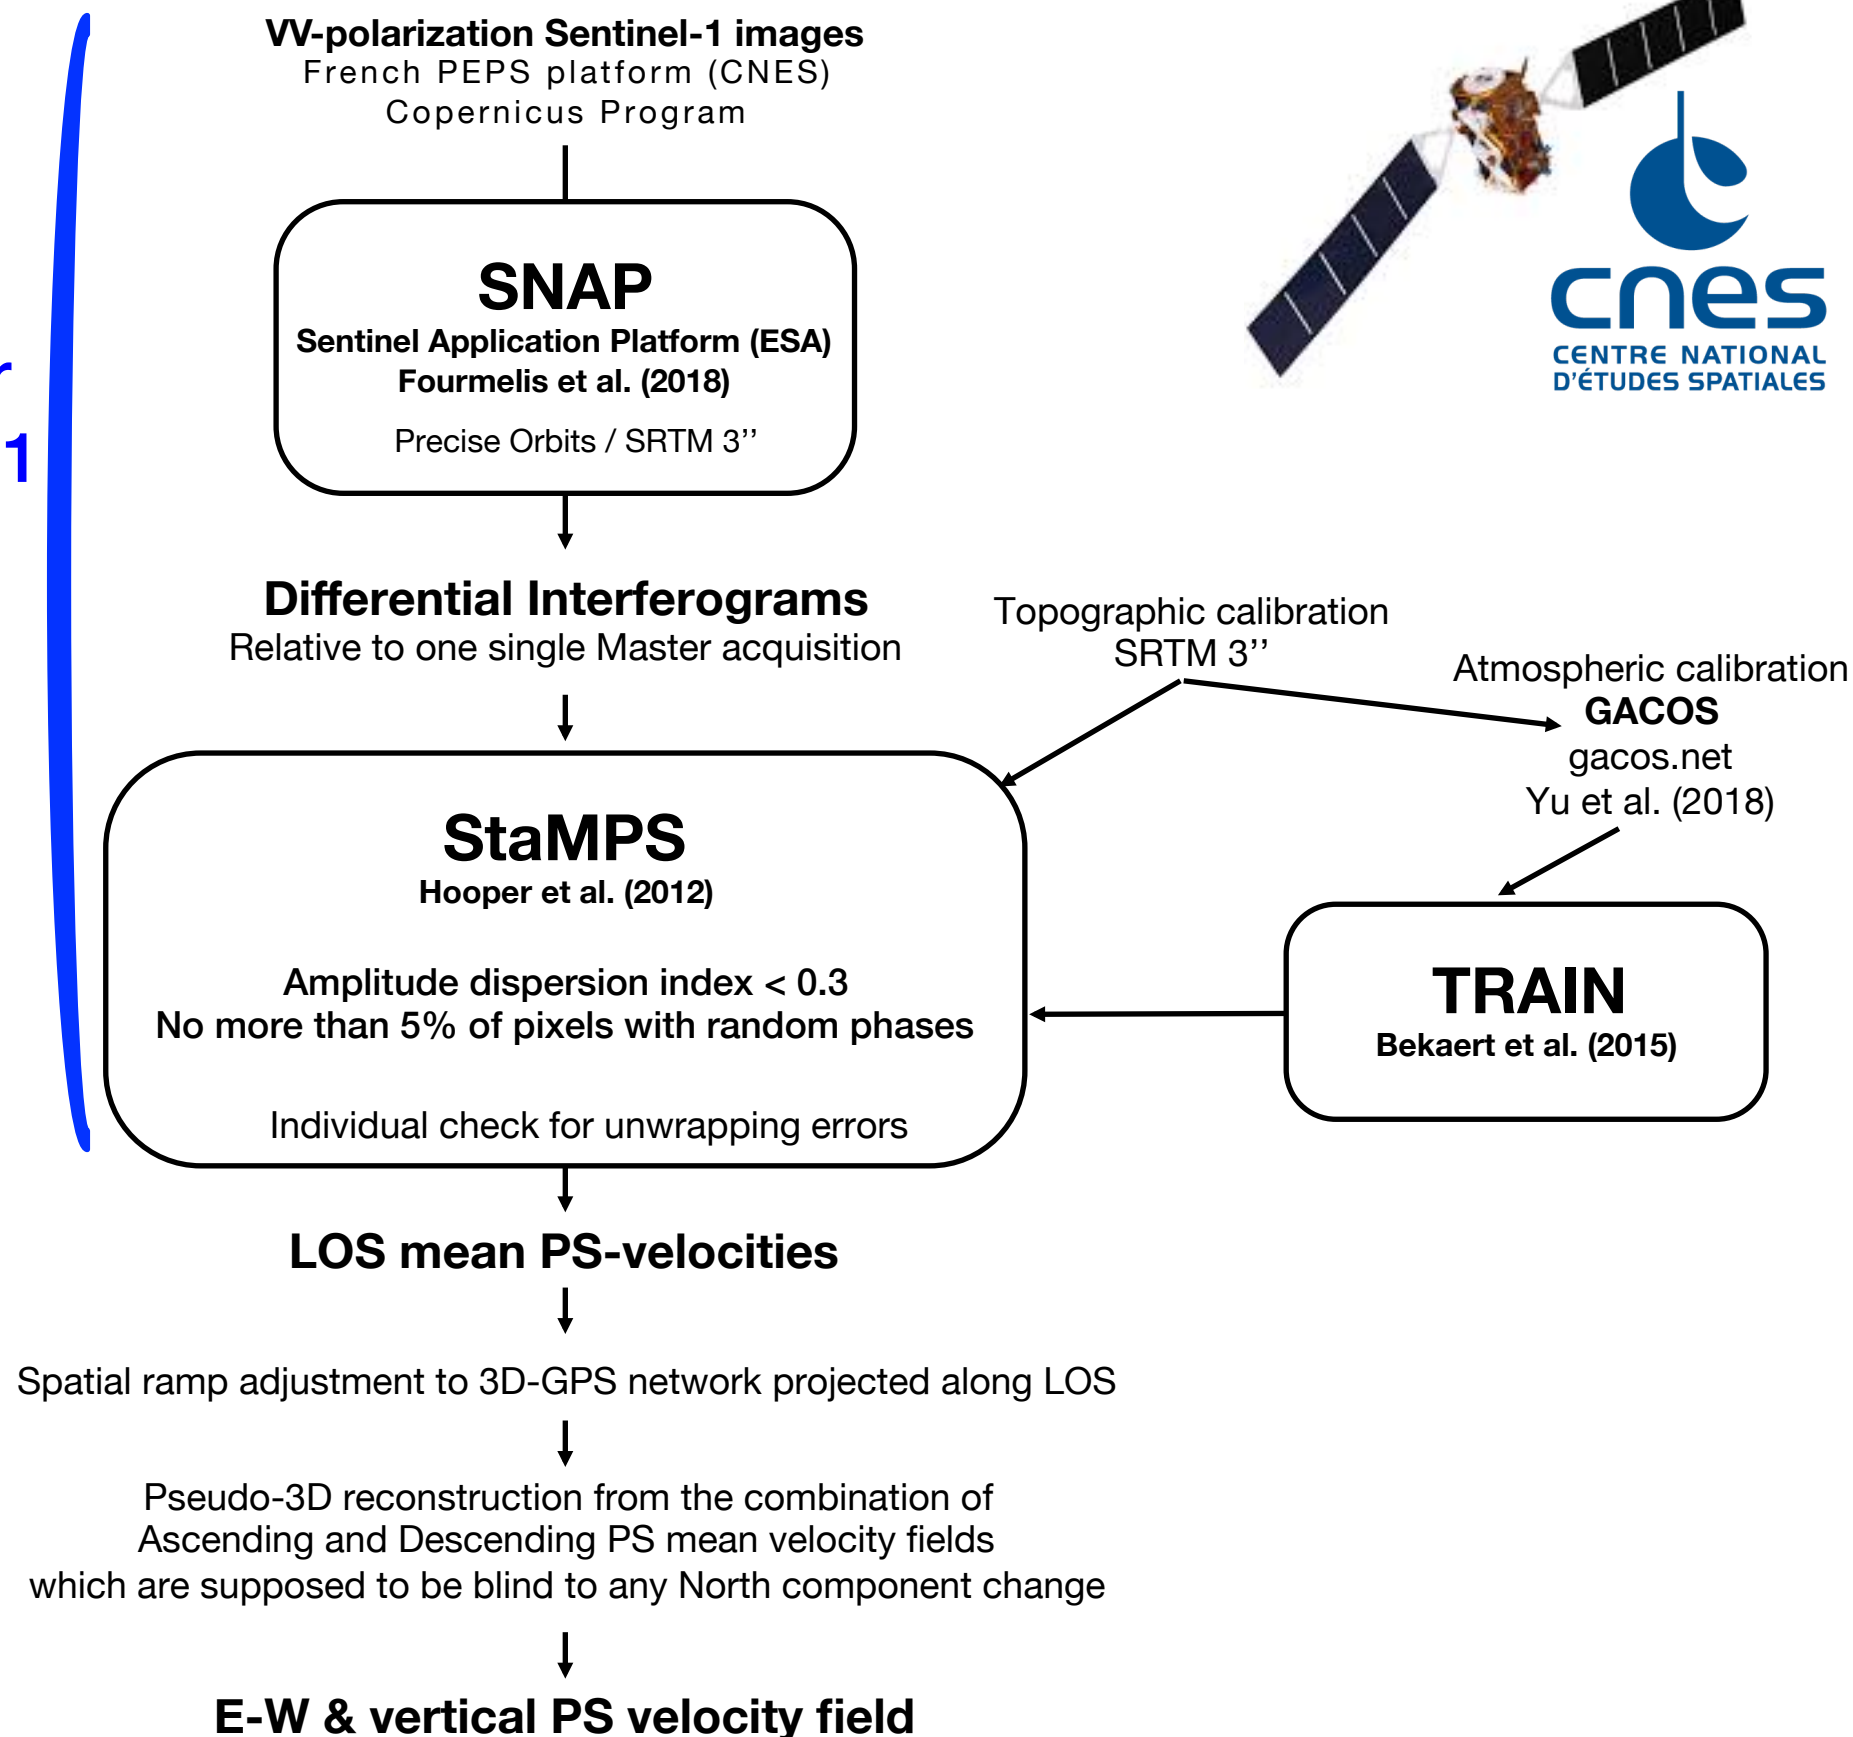 VV-polarization Sentinel-1 images
French PEPS platform (CNES)
Copernicus Program
SNAP
Sentinel Application Platform (ESA)
Fourmelis et al. (2018)
Precise Orbits / SRTM 3’’
r
1
cnes
CENTRE NATIONAL
D'ÉTUDES SPATIALES
Differential Interferograms
Relative to one single Master acquisition
Topographic calibration
SRTM 3’’
Atmospheric calibration
GACOS
gacos.net
Yu et al. (2018)
StaMPS
Hooper et al. (2012)
Amplitude dispersion index < 0.3
No more than 5% of pixels with random phases
Individual check for unwrapping errors
TRAIN
Bekaert et al. (2015)
LOS mean PS-velocities
Spatial ramp adjustment to 3D-GPS network projected along LOS
Pseudo-3D reconstruction from the combination of
Ascending and Descending PS mean velocity fields
which are supposed to be blind to any North component change
E-W & vertical PS velocity field